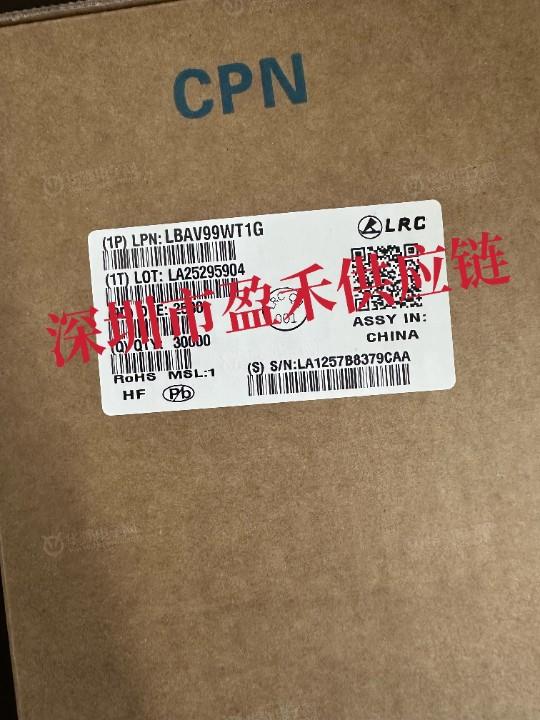 CPN
(1P) LPN: LBAV99WT1G
LRC
(1T) LOT: LA25295904
深圳市盈禾供应链
30000
ASSY IN:
CHINA
(S) S/N:LA1257B8379CAA
RoHS MSL:1
HF Pb